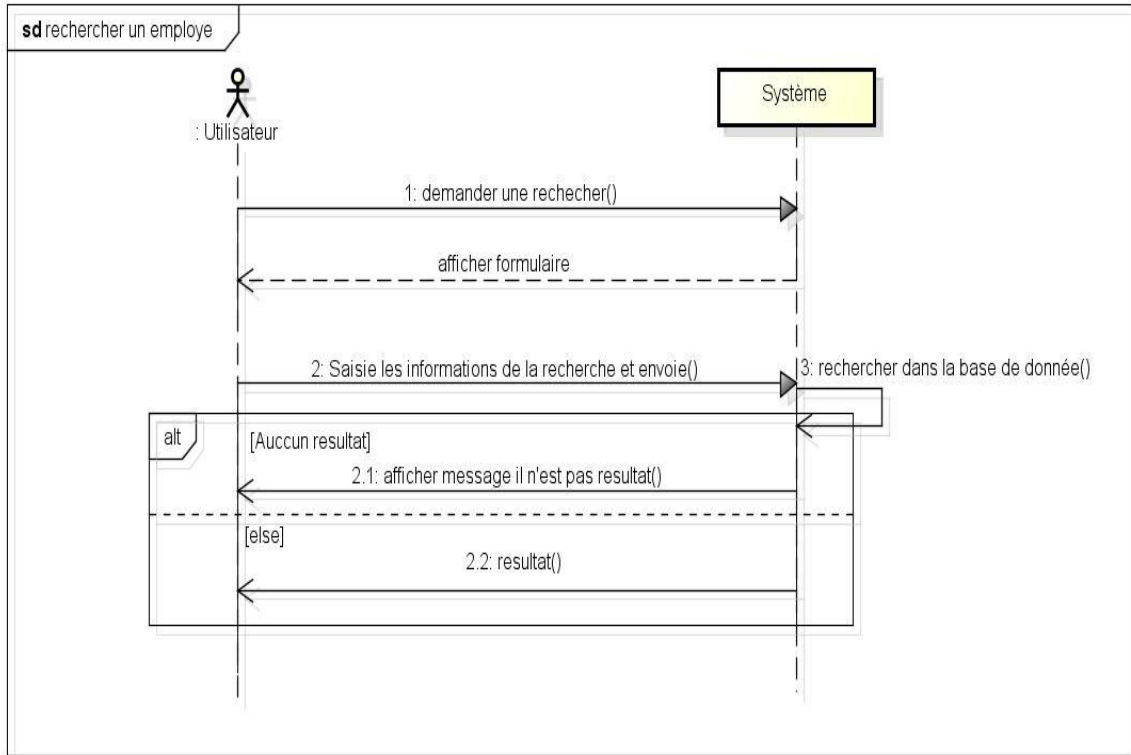 sd rechercher un employe
: Utilisateur
Système
1: demander une rechecher()
afficher formulaire
2: Saisie les informations de la recherche et envoie()
3: rechercher dans la base de donnée()
alt
[Auccun resultat]
2.1: afficher message il n'est pas resultat()
[else]
2.2: resultat()